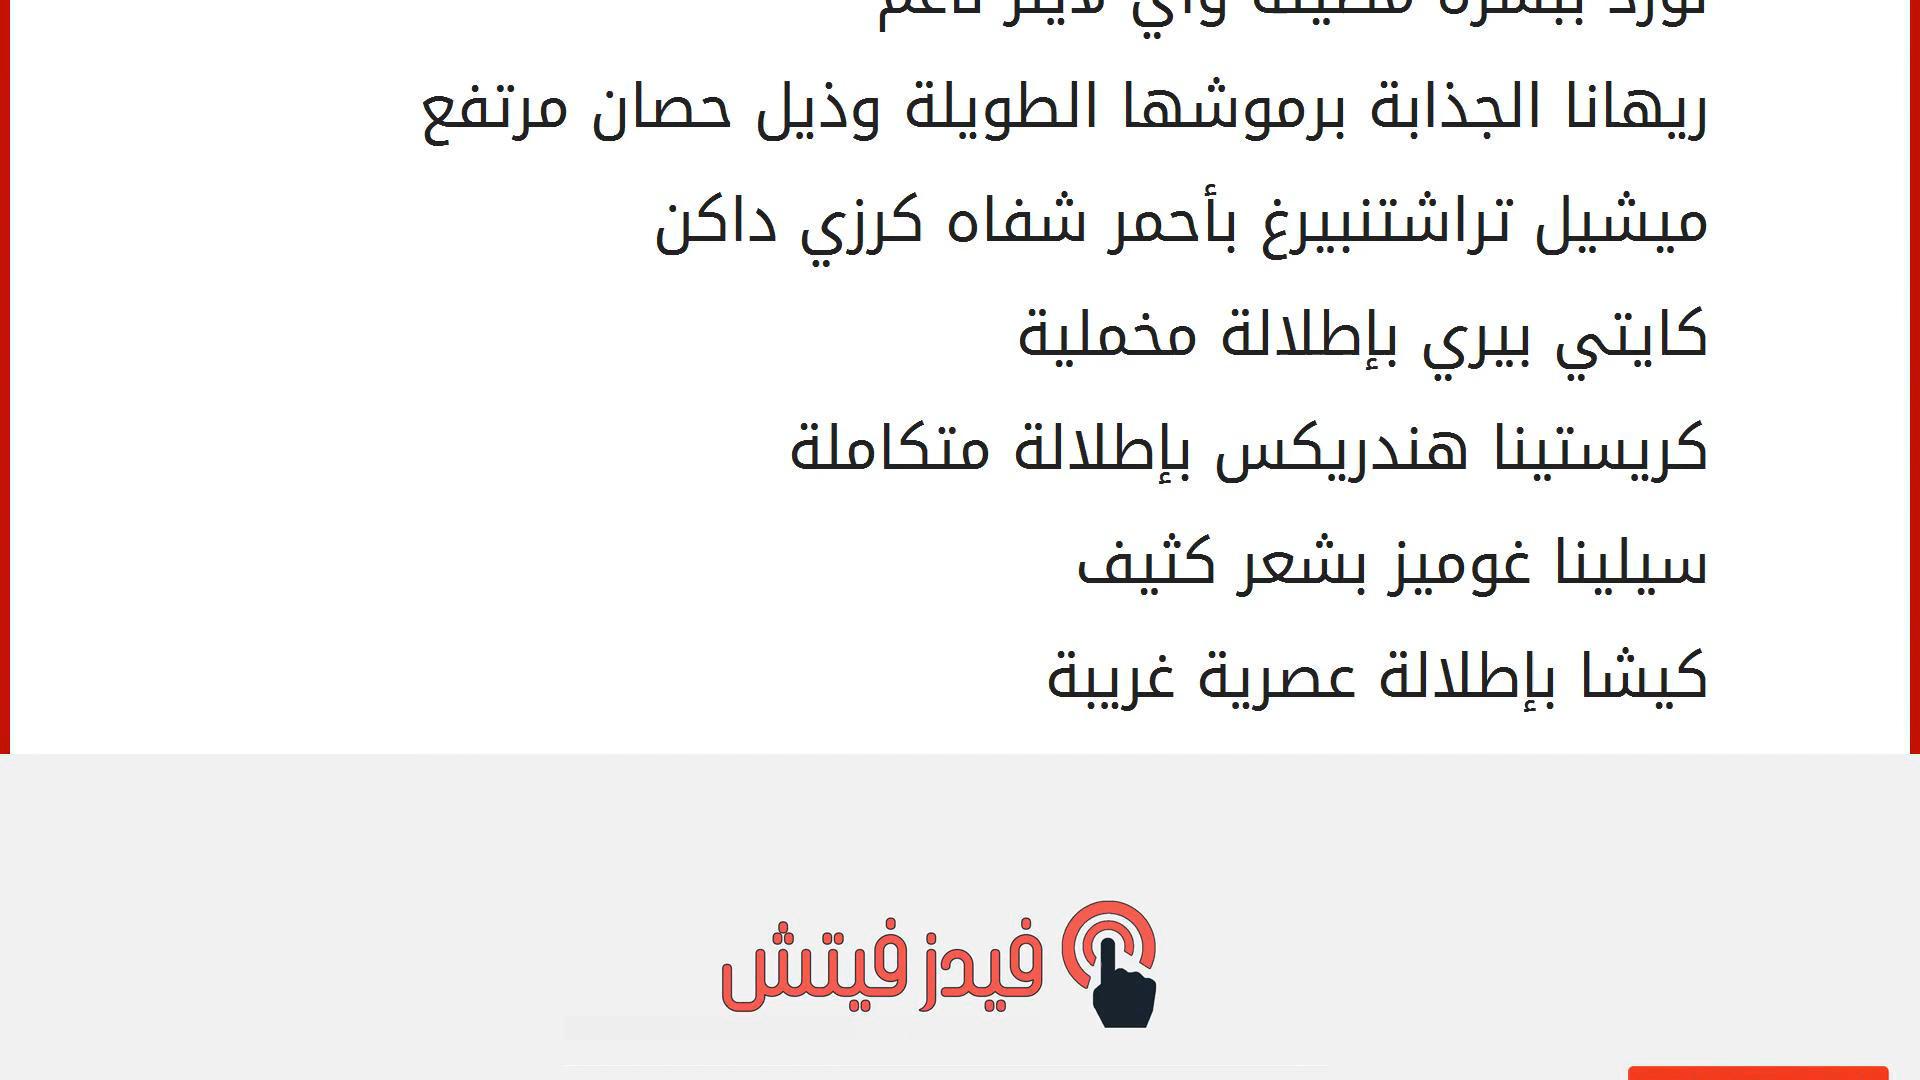 ريهانا الجذابة برموشها الطويلة وذيل حصان مرتفع
ميشيل تراشتنبيرغ بأحمر شفاه كرزي داكن
كايتي بيري بإطلالة مخملية
كريستينا هندريكس بإطلالة متكاملة
سيلينا غوميز بشعر كثيف
كيشا بإطلالة عصرية غريبة
فيدز فيتش